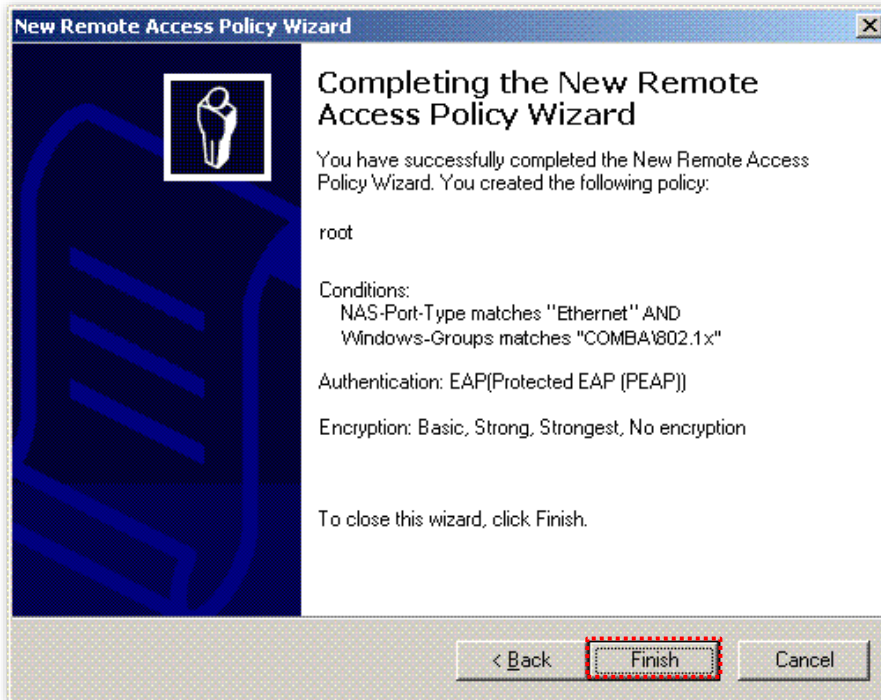 New Remote Access Policy Wizard
Completing the New Remote
Access Policy Wizard
You have successfully completed the New Remote Access
Policy Wizard. You created the following policy:
root
Conditions:
NAS-Port-Type matches "Ethernet" AND
Windows-Groups matches "COMBA\802.1x"
Authentication: EAP(Protected EAP (PEAP))
Encryption: Basic, Strong, Strongest, No encryption
To close this wizard, click Finish.
< Back
Finish
Cancel